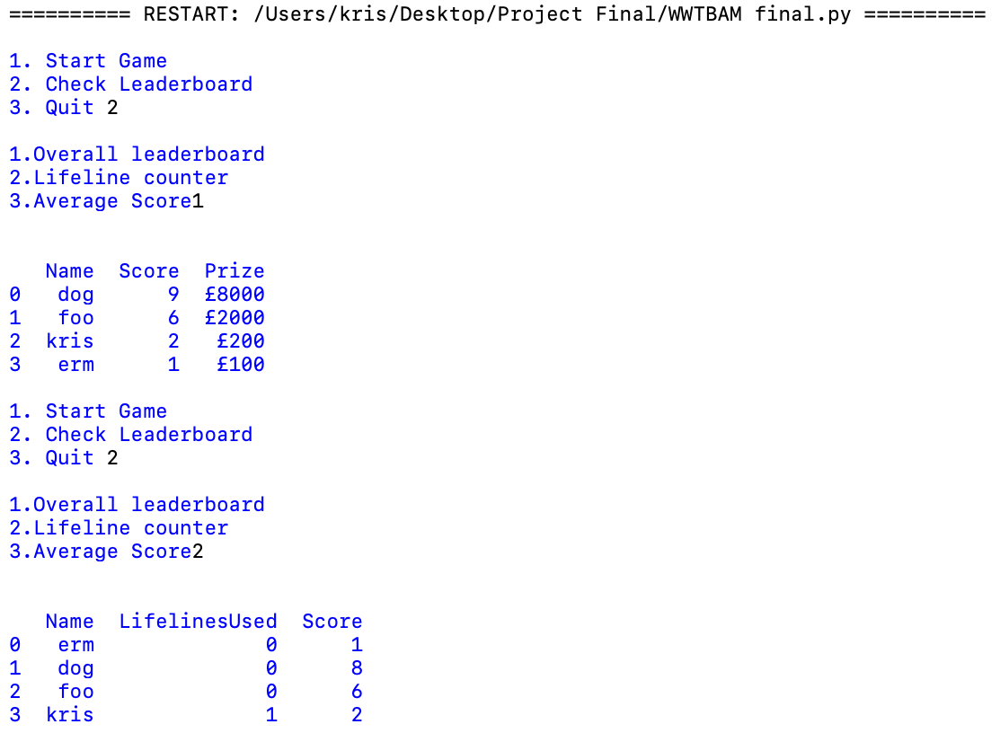 ========== RESTART: /Users/kris/Desktop/Project Final/WWTBAM final.py ==========
1. Start Game
2. Check Leaderboard
3. Quit 2
1.Overall leaderboard
2.Lifeline counter
3.Average Score1
Name Score Prize
0 dog 9 £8000
1 foo 6 £2000
2 kris 2 £200
3 erm 1 £100
1. Start Game
2. Check Leaderboard
3. Quit 2
1.Overall leaderboard
2.Lifeline counter
3.Average Score2
Name LifelinesUsed Score
0 erm 0 1
1 dog 0 8
2 foo 0 6
3 kris 1 2